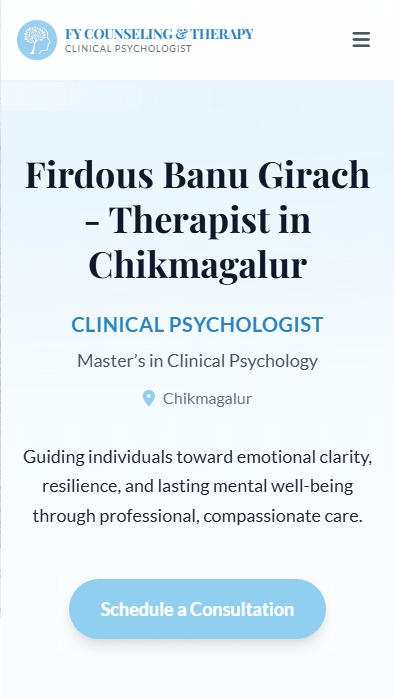 FY COUNSELING & THERAPY
CLINICAL PSYCHOLOGIST
Firdous Banu Girach
- Therapist in
Chikmagalur
CLINICAL PSYCHOLOGIST
Master’s in Clinical Psychology
Chikmagalur
Guiding individuals toward emotional clarity,
resilience, and lasting mental well-being
through professional, compassionate care.
Schedule a Consultation